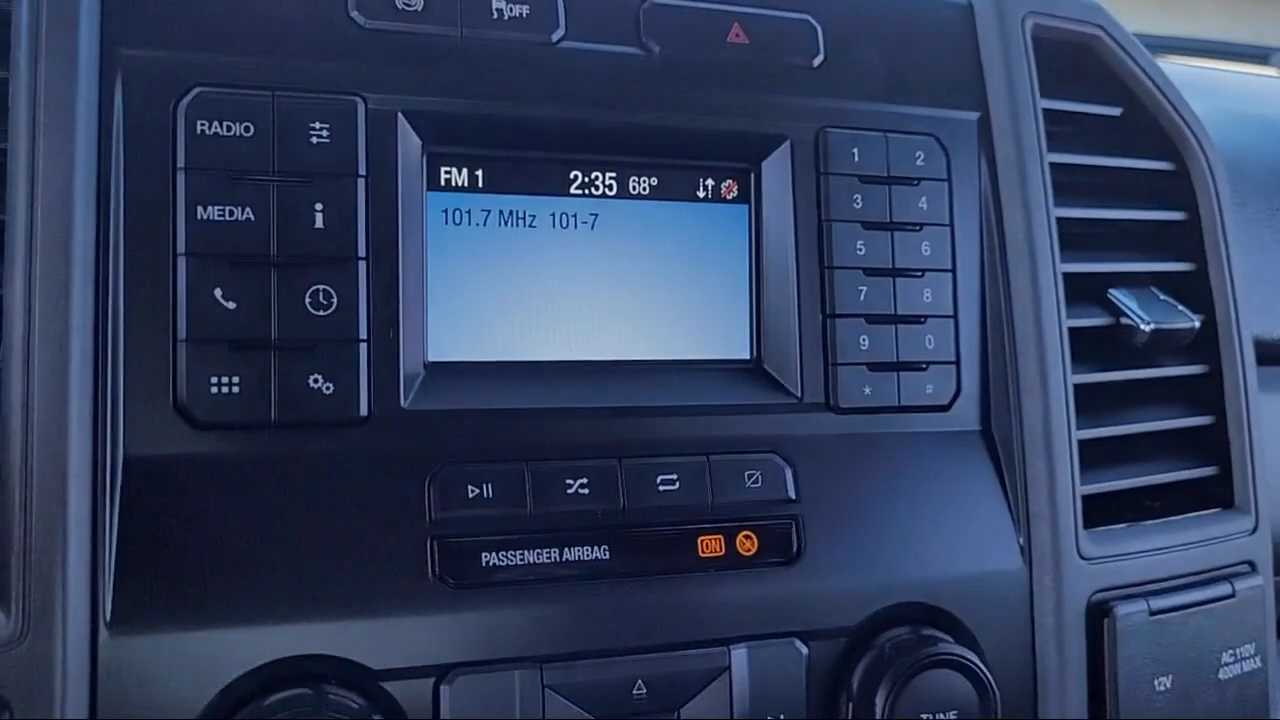 OFF
RADIO
MEDIA
FM 1 2:35 68°
101.7 MHz 101-7
1 2
3 4
5 6
7 8
9 0
* #
PASSENGER AIRBAG ON
TUNE
12V
AC 110V
400W MAX